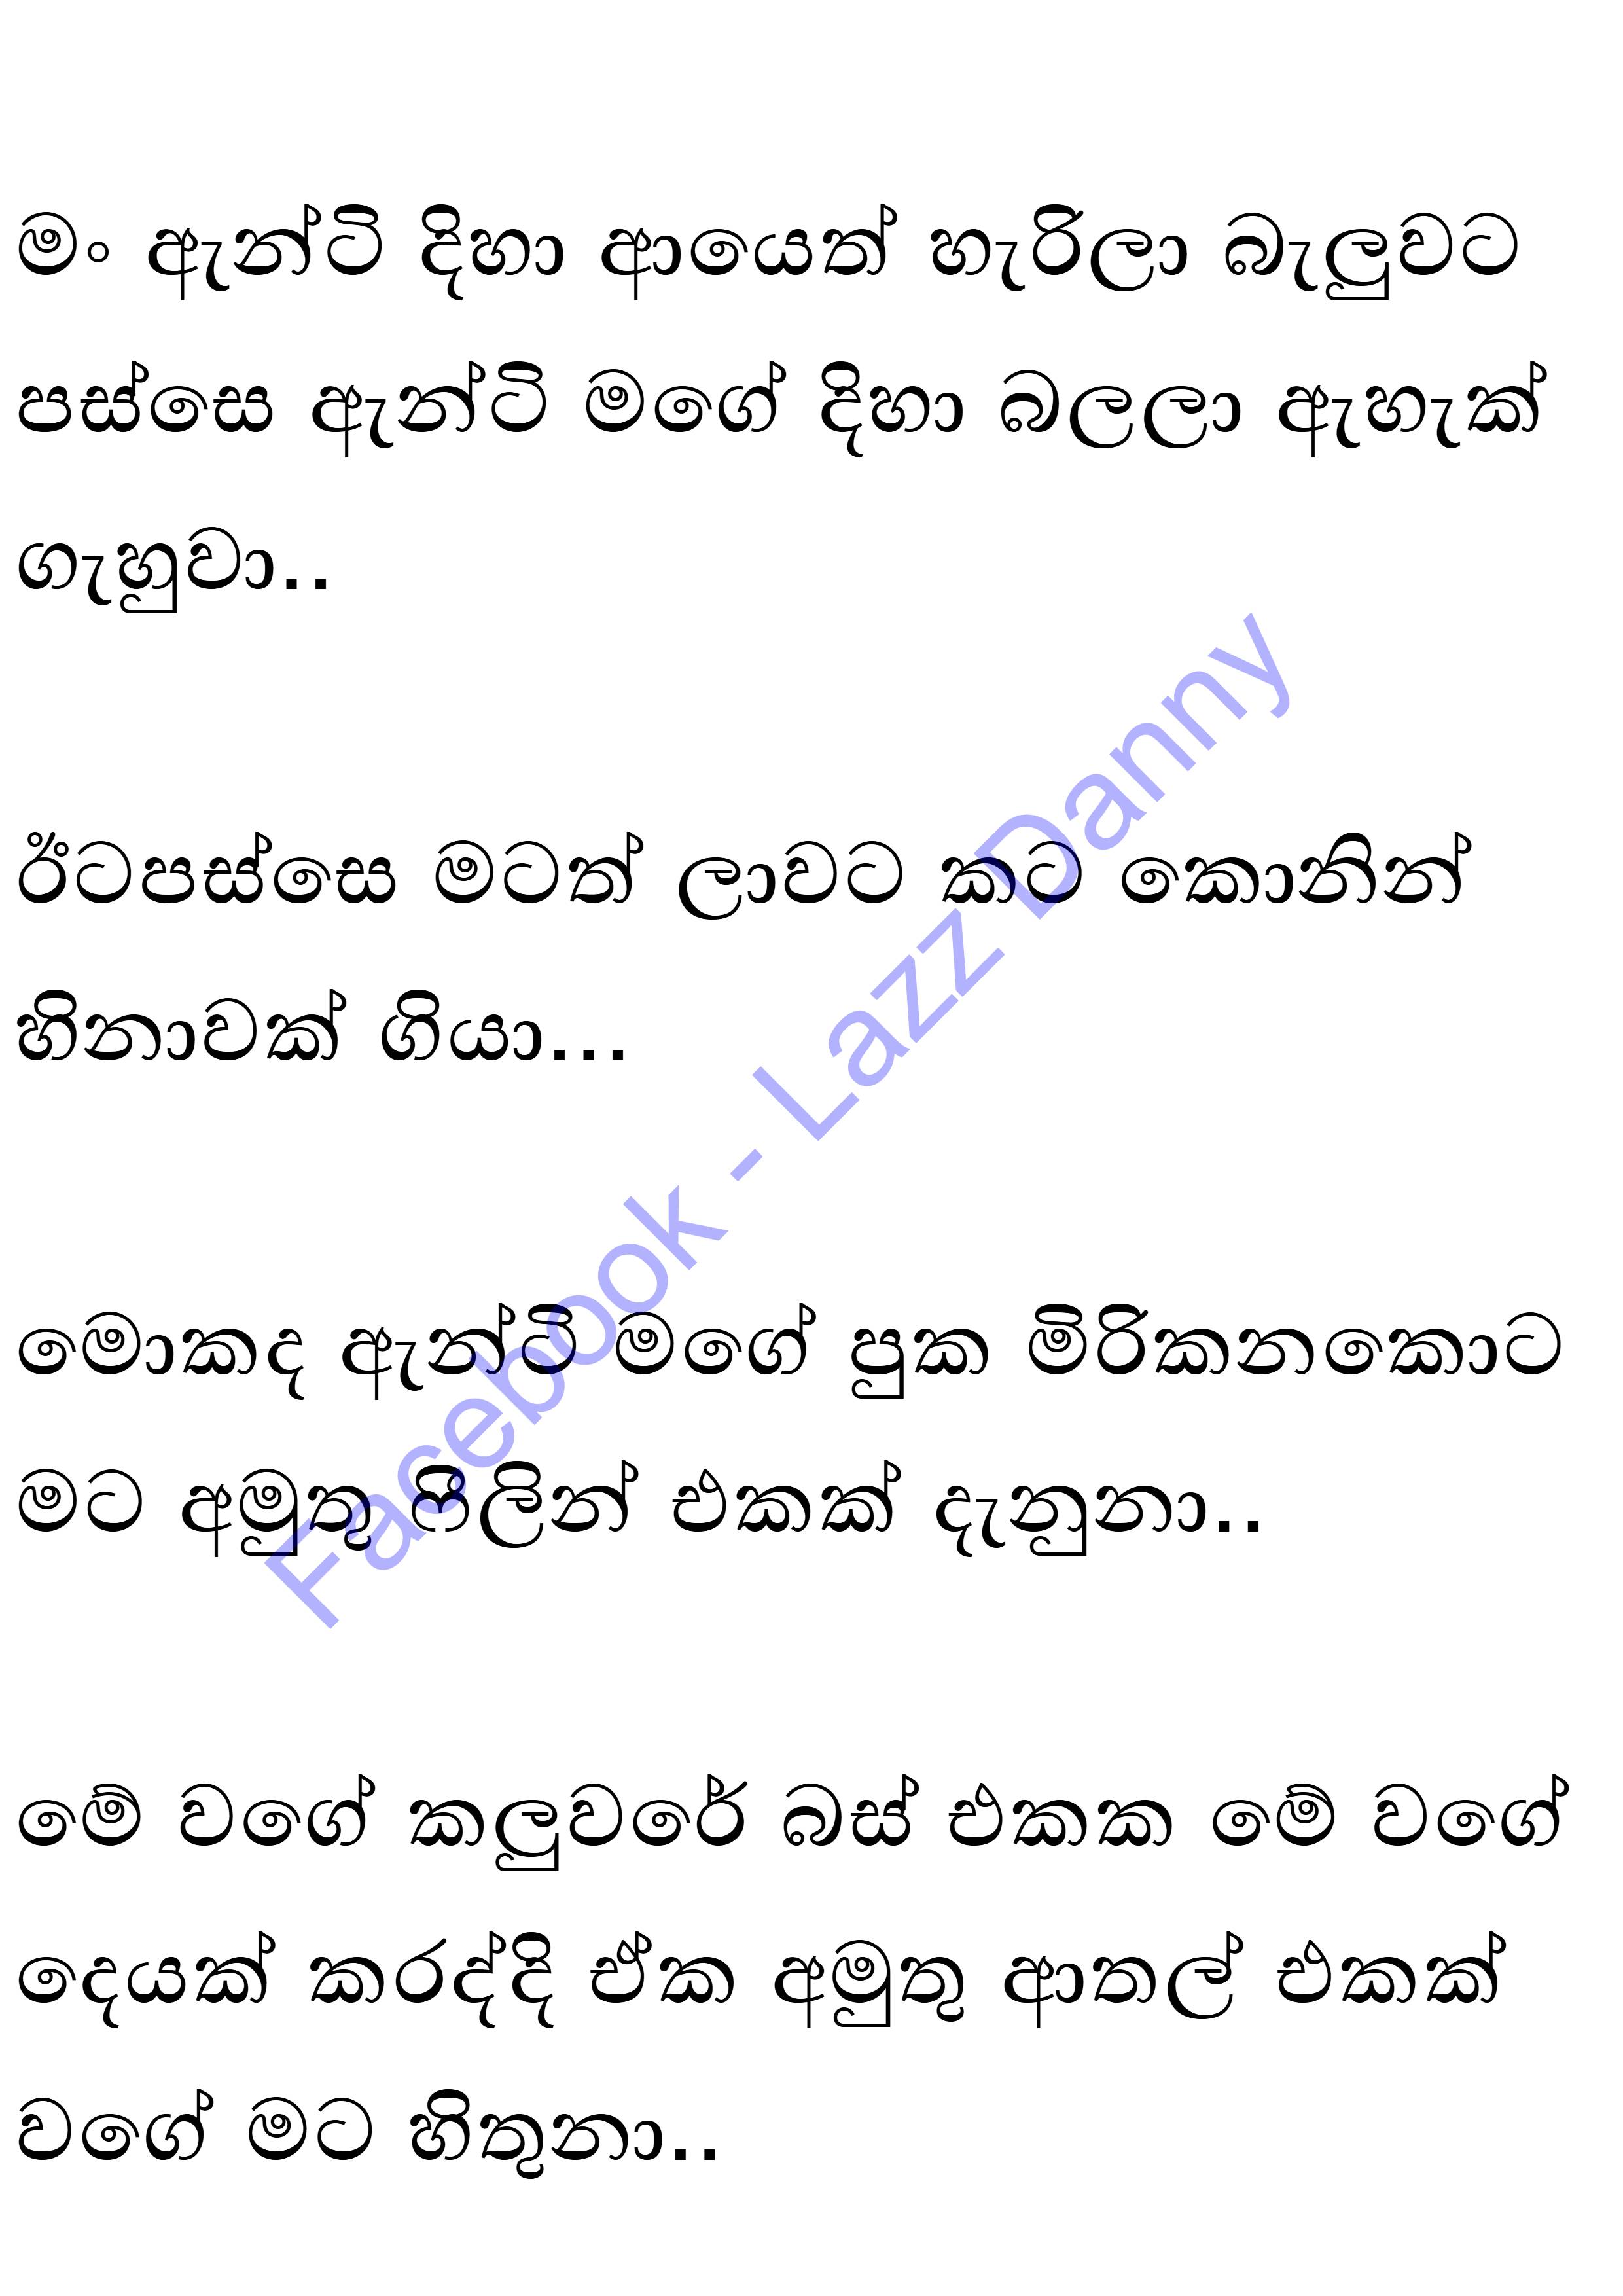 මං ඇන්ටි දිහා ආයෙත් හැරිලා බැලුවට
පස්සෙ ඇන්ටි මගේ දිහා බලලා ඇහැක්
ගැහුවා..
ඊටපස්සෙ මටත් ලාවට කට කොනින්
හිනාවක් ගියා...
මොකද ඇන්ටි මගේ පුක මිරිකනකොට
මට අමුතු ෆීලින් එකක් දැනුනා..
මේ වගේ කලුවරේ බස් එකක මේ වගේ
දෙයක් කරද්දි ඒක අමුතු ආතල් එකක්
වගේ මට හිතුනා..
Facebook - Lazz Danny